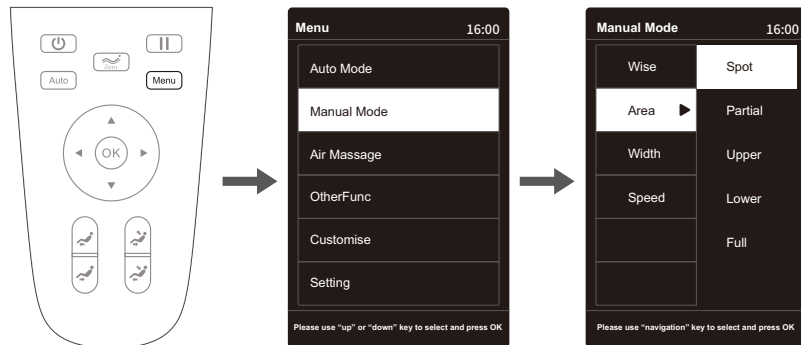 Zero
Auto
Menu
OK
Menu 16:00
Auto Mode
Manual Mode
Air Massage
OtherFunc
Customise
Setting
Please use “up” or “down” key to select and press OK
Manual Mode 16:00
Wise Spot
Area Partial
Width Upper
Speed Lower
Full
Please use “navigation” key to select and press OK